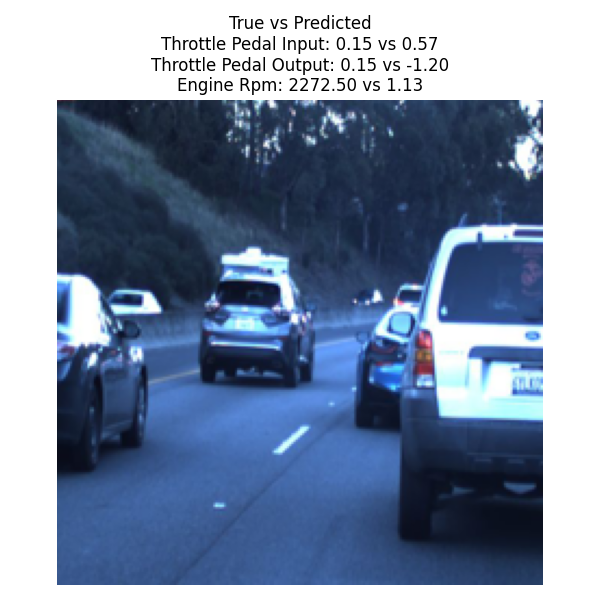 True vs Predicted
Throttle Pedal Input: 0.15 vs 0.57
Throttle Pedal Output: 0.15 vs -1.20
Engine Rpm: 2272.50 vs 1.13